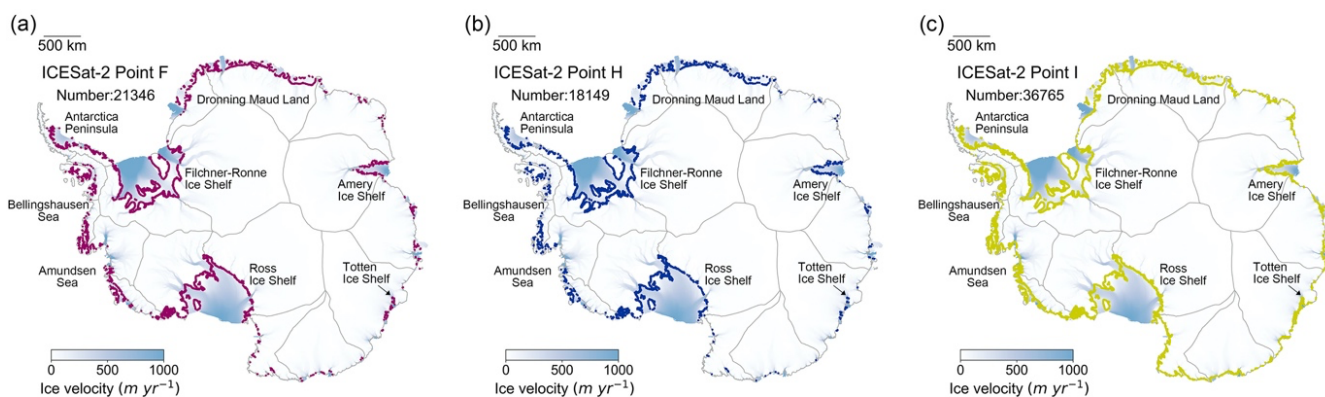 (a)
500 km
ICESat-2 Point F
Number:21346
Dronning Maud Land
Antarctica
Peninsula
Filchner-Ronne
Ice Shelf
Amery
Ice Shelf
Bellingshausen
Sea
Amundsen
Sea
Ross
Ice Shelf
Totten
Ice Shelf
0 500 1000
Ice velocity (m yr⁻¹)
(b)
500 km
ICESat-2 Point H
Number:18149
Dronning Maud Land
Antarctica
Peninsula
Filchner-Ronne
Ice Shelf
Amery
Ice Shelf
Bellingshausen
Sea
Amundsen
Sea
Ross
Ice Shelf
Totten
Ice Shelf
0 500 1000
Ice velocity (m yr⁻¹)
(c)
500 km
ICESat-2 Point I
Number:36765
Dronning Maud Land
Antarctica
Peninsula
Filchner-Ronne
Ice Shelf
Amery
Ice Shelf
Bellingshausen
Sea
Amundsen
Sea
Ross
Ice Shelf
Totten
Ice Shelf
0 500 1000
Ice velocity (m yr⁻¹)